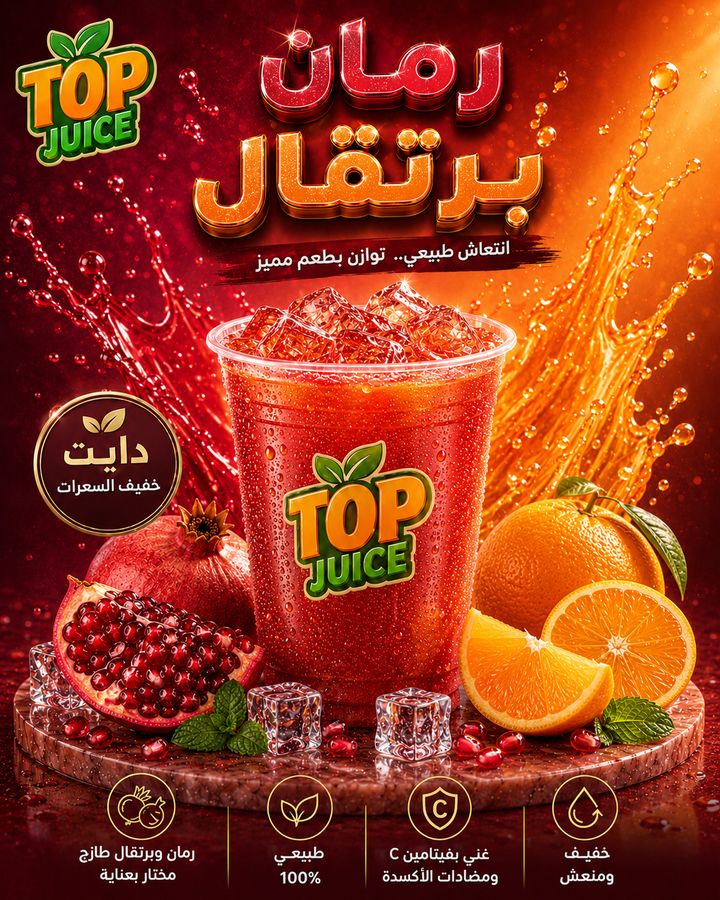 TOP
JUICE
رمان
برتقال
انتعاش طبيعي.. توازن بطعم مميز
دايت
خفيف السعرات
TOP
JUICE
خفيف
ومنعش
غني بفيتامين C
ومضادات الأكسدة
طبيعي
100%
رمان وبرتقال طازج
مختار بعناية